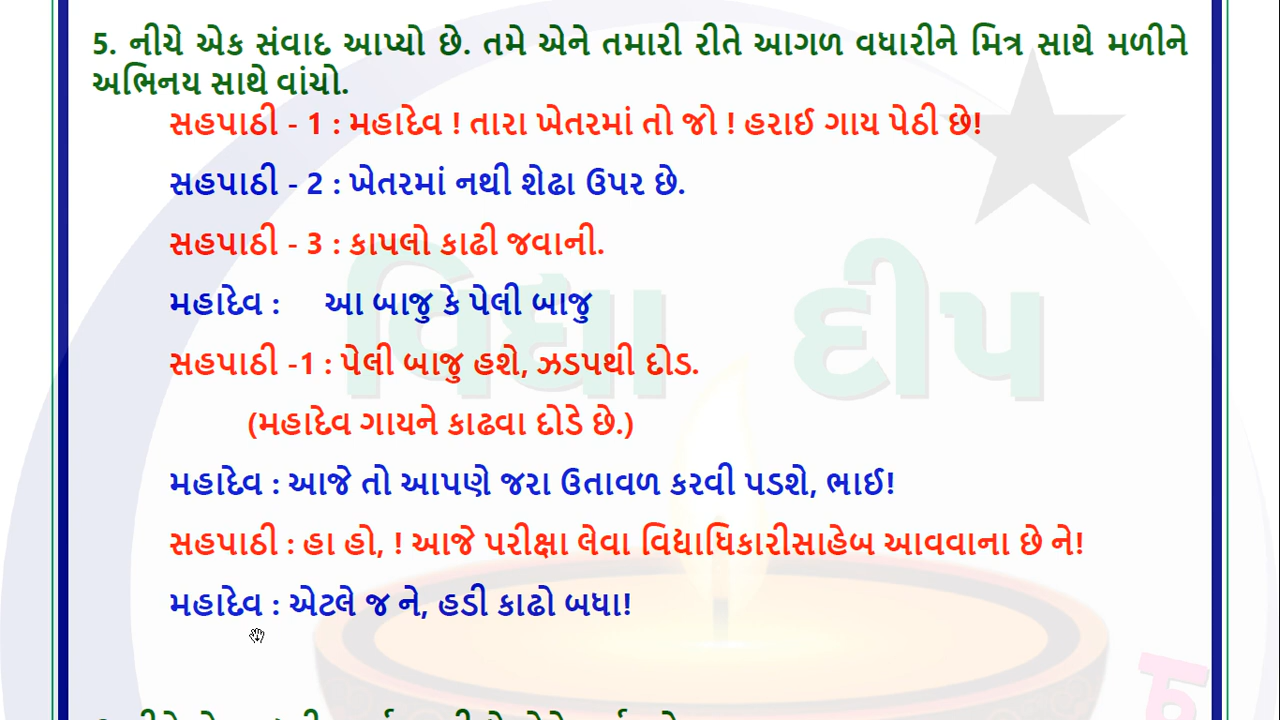 5. નીચે એક સંવાદ આપ્યો છે. તમે એને તમારી રીતે આગળ વધારીને મિત્ર સાથે મળીને
અભિનય સાથે વાંચો.
સહપાઠી - 1 : મહાદેવ ! તારા ખેતરમાં તો જો ! હરાઈ ગાય પેઠી છે!
સહપાઠી - 2 : ખેતરમાં નથી શેઢા ઉપર છે.
સહપાઠી - 3 : કાપલો કાઢી જવાની.
મહાદેવ : આ બાજુ કે પેલી બાજુ
સહપાઠી -1 : પેલી બાજુ હશે, ઝડપથી દોડ.
(મહાદેવ ગાયને કાઢવા દોડે છે.)
મહાદેવ : આજે તો આપણે જરા ઉતાવળ કરવી પડશે, ભાઈ!
સહપાઠી : હા હો, ! આજે પરીક્ષા લેવા વિદ્યાધિકારીસાહેબ આવવાના છે ને!
મહાદેવ : એટલે જ ને, હડી કાઢો બધા!
વિદ્યા દીપ